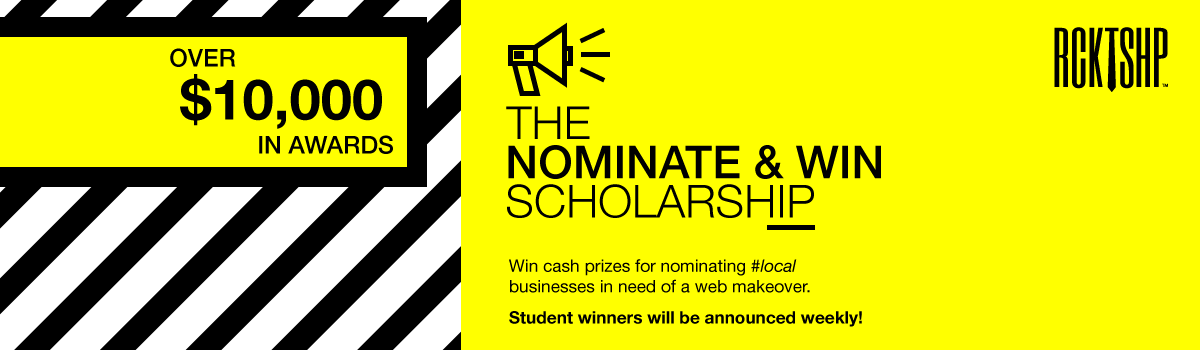 OVER
$10,000
IN AWARDS
THE
NOMINATE & WIN
SCHOLARSHIP
Win cash prizes for nominating #local
businesses in need of a web makeover.
Student winners will be announced weekly!
RCKTSHP™